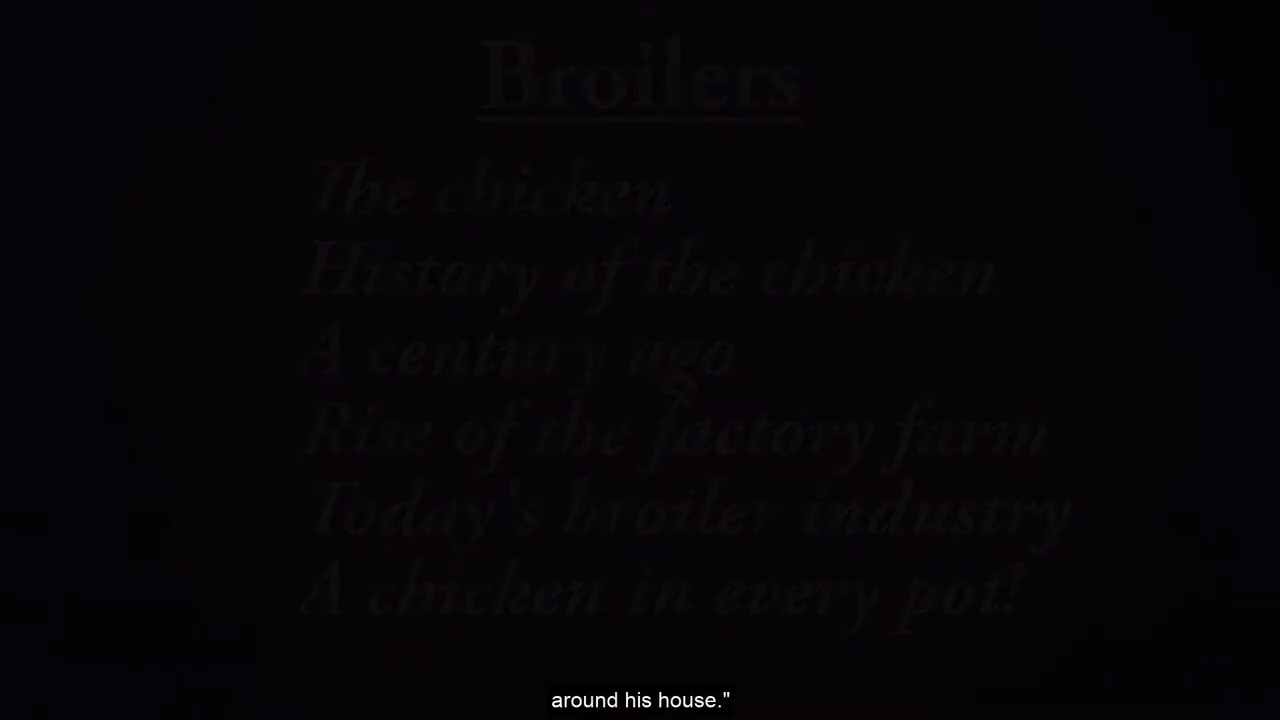 Broilers
The chicken
History of the chicken
A century ago
Rise of the factory farm
Today's broiler industry
A chicken in every pot!
around his house."